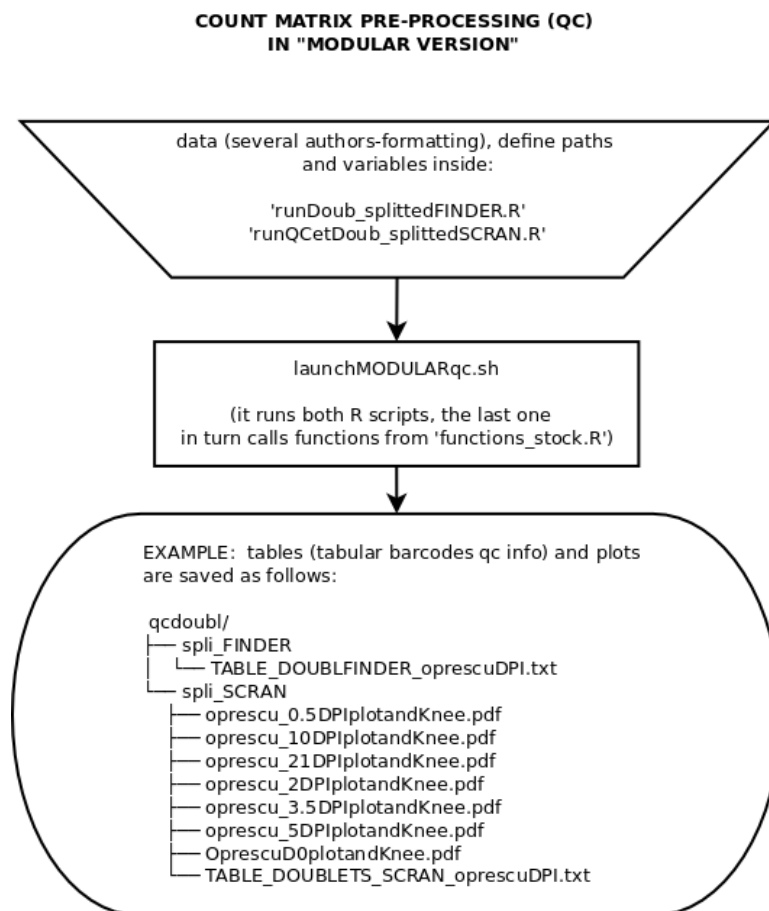 COUNT MATRIX PRE-PROCESSING (QC)
IN "MODULAR VERSION"
data (several authors-formatting), define paths
and variables inside:
'runDoub_splittedFINDER.R'
'runQCetDoub_splittedSCRAN.R'
launchMODULARqc.sh
(it runs both R scripts, the last one
in turn calls functions from 'functions_stock.R')
EXAMPLE:  tables (tabular barcodes qc info) and plots
are saved as follows:
qcdoubl/
├── spli_FINDER
│   └── TABLE_DOUBLFINDER_oprescuDPI.txt
└── spli_SCRAN
    ├── oprescu_0.5DPIplotandKnee.pdf
    ├── oprescu_10DPIplotandKnee.pdf
    ├── oprescu_21DPIplotandKnee.pdf
    ├── oprescu_2DPIplotandKnee.pdf
    ├── oprescu_3.5DPIplotandKnee.pdf
    ├── oprescu_5DPIplotandKnee.pdf
    ├── OprescuD0plotandKnee.pdf
    └── TABLE_DOUBLETS_SCRAN_oprescuDPI.txt